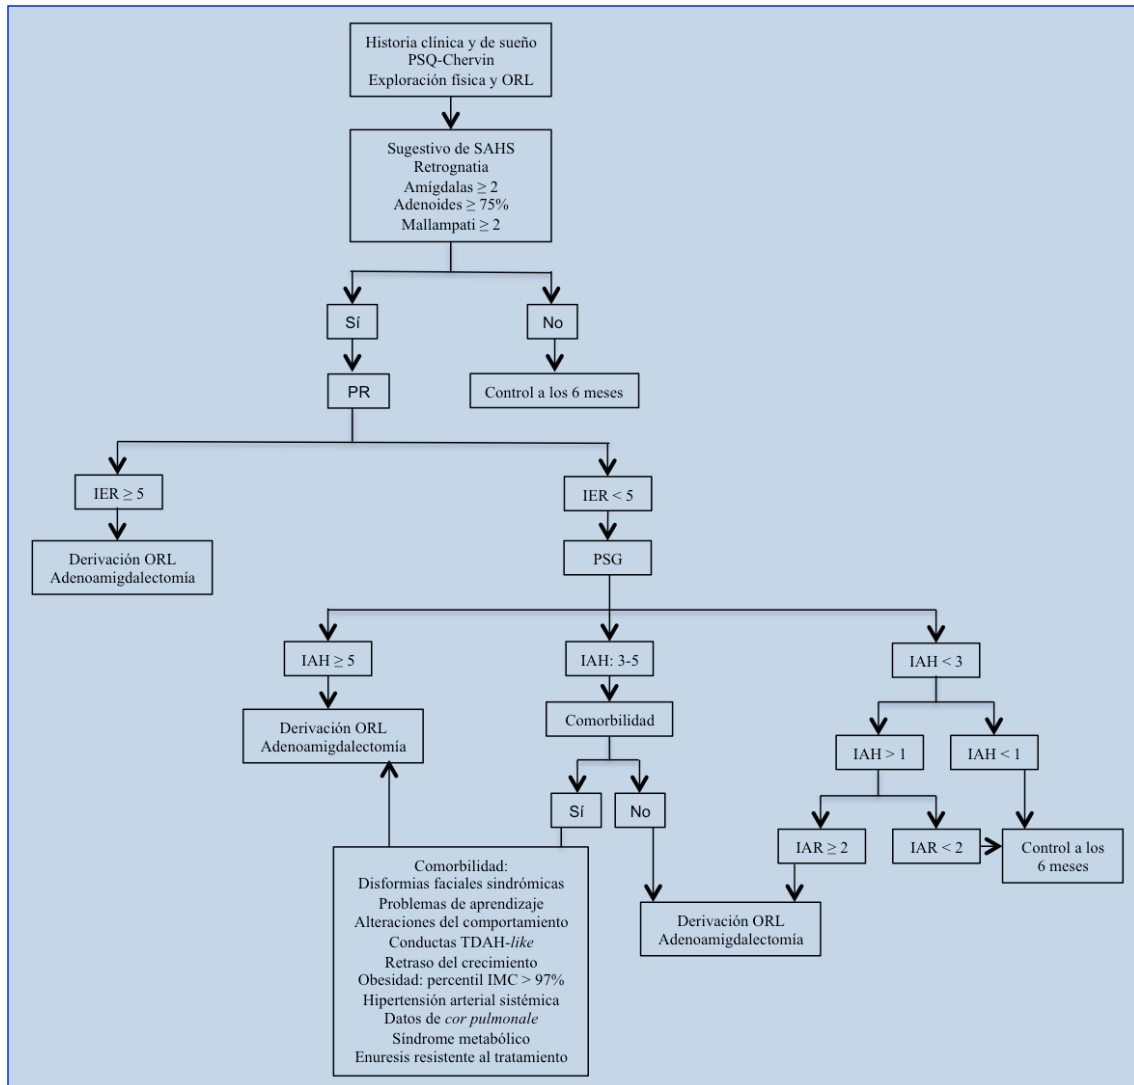 Historia clínica y de sueño
PSQ-Chervin
Exploración física y ORL
Sugestivo de SAHS
Retrognatia
Amígdalas ≥ 2
Adenoides ≥ 75%
Mallampati ≥ 2
Sí
No
PR
Control a los 6 meses
IER ≥ 5
IER < 5
Derivación ORL
Adenoamigdalectomía
PSG
IAH ≥ 5
IAH: 3-5
IAH < 3
Derivación ORL
Adenoamigdalectomía
Comorbilidad
IAH > 1
IAH < 1
Sí
No
IAR ≥ 2
IAR < 2
Control a los
6 meses
Comorbilidad:
Disformias faciales sindrómicas
Problemas de aprendizaje
Alteraciones del comportamiento
Conductas TDAH-like
Retraso del crecimiento
Obesidad: percentil IMC > 97%
Hipertensión arterial sistémica
Datos de cor pulmonale
Síndrome metabólico
Enuresis resistente al tratamiento
Derivación ORL
Adenoamigdalectomía